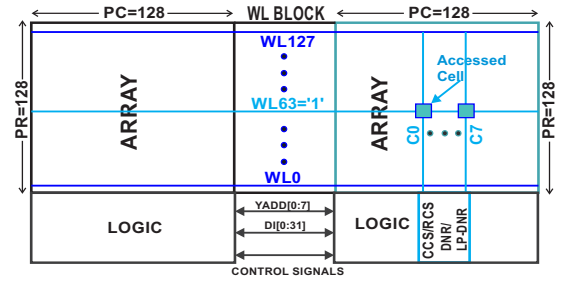 PC=128
WL BLOCK
PC=128
PR=128
ARRAY
WL127
WL63='1'
WL0
ARRAY
Accessed
Cell
C0
C7
PR=128
LOGIC
YADD[0:7]
DI[0:31]
CONTROL SIGNALS
LOGIC
CCS/RCS
DNR/
LP-DNR